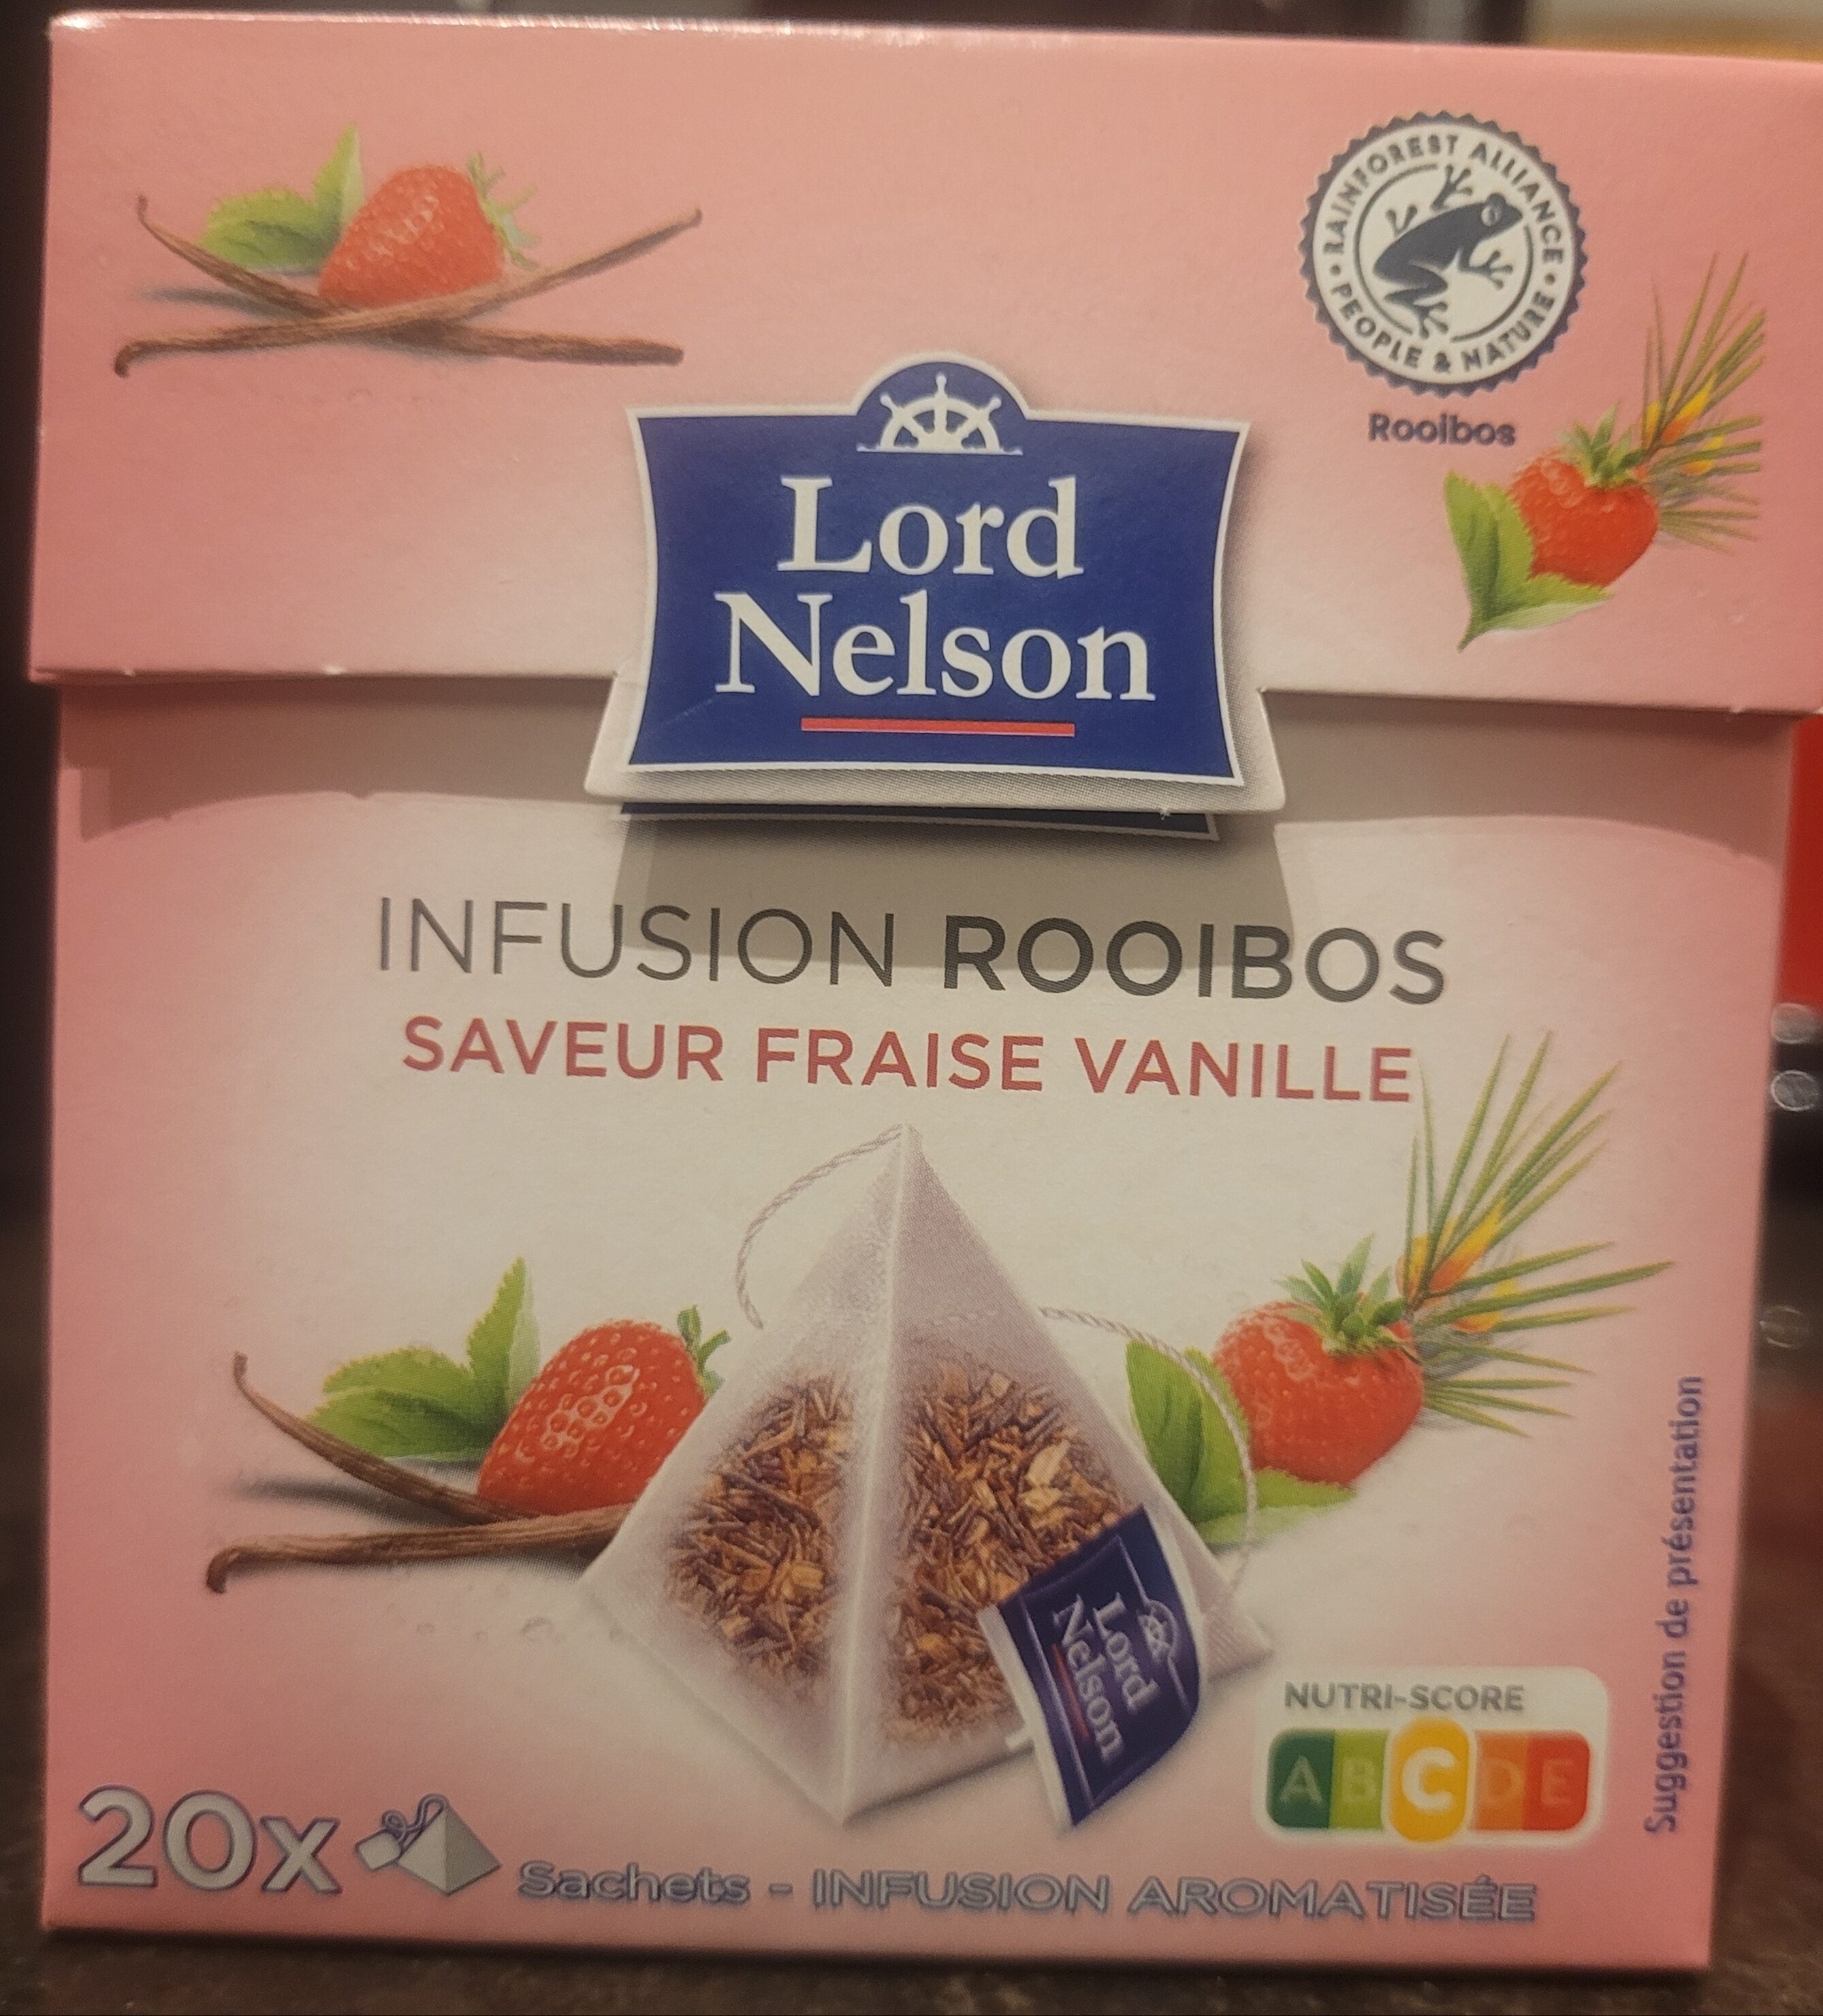 RAINFOREST ALLIANCE
PEOPLE & NATURE
Rooibos
Lord
Nelson
INFUSION ROOIBOS
SAVEUR FRAISE VANILLE
Lord
Nelson
Suggestion de présentation
NUTRI-SCORE
A B C D E
20x
Sachets - INFUSION AROMATISÉE